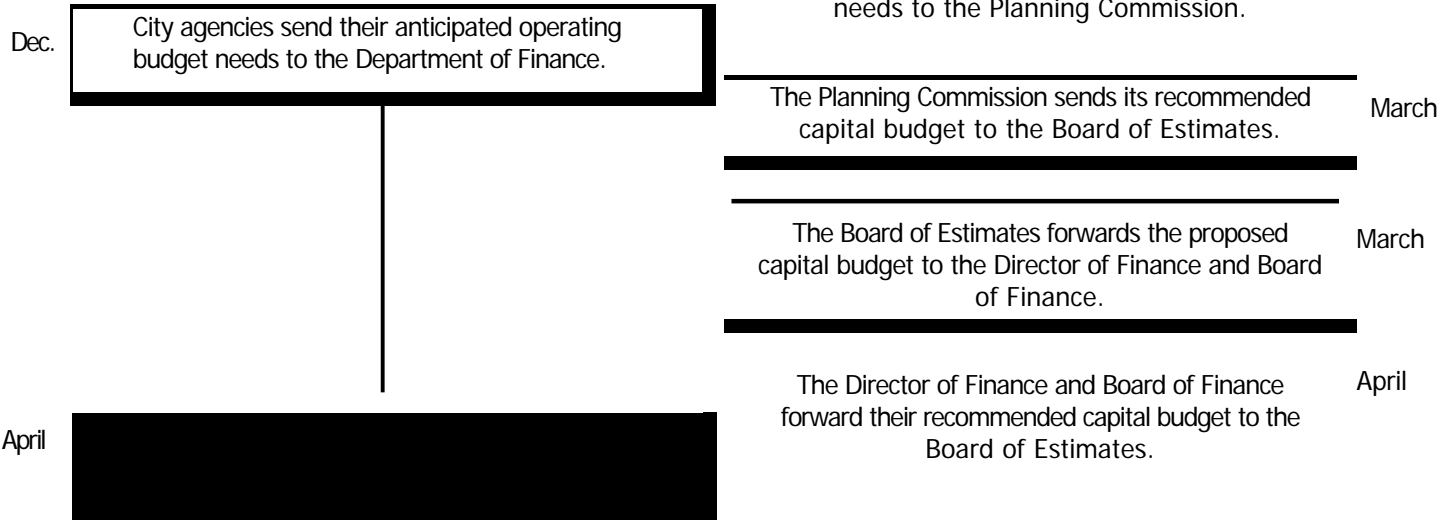 Dec.
City agencies send their anticipated operating
budget needs to the Department of Finance.
April
needs to the Planning Commission.
The Planning Commission sends its recommended
capital budget to the Board of Estimates.
March
The Board of Estimates forwards the proposed
capital budget to the Director of Finance and Board
of Finance.
March
The Director of Finance and Board of Finance
forward their recommended capital budget to the
Board of Estimates.
April